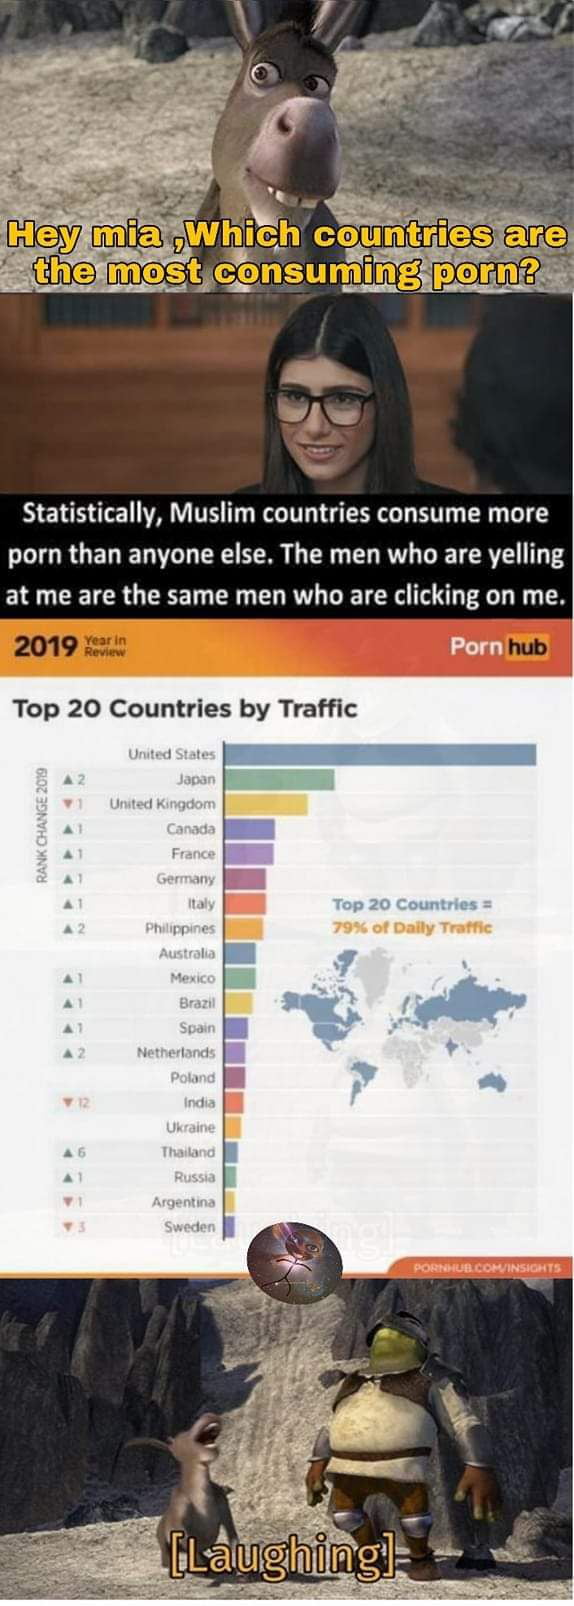 Hey mia ,Which countries are
the most consuming porn?
Statistically, Muslim countries consume more
porn than anyone else. The men who are yelling
at me are the same men who are clicking on me.
2019 Year in Review
Porn hub
Top 20 Countries by Traffic
RANK CHANGE 2019
United States
▲ 2 Japan
▼ 1 United Kingdom
▲ 1 Canada
▲ 1 France
▲ 1 Germany
▲ 1 Italy
▲ 2 Philippines
Australia
▲ 1 Mexico
▲ 1 Brazil
▲ 1 Spain
▲ 2 Netherlands
Poland
▼ 12 India
Ukraine
▲ 6 Thailand
▲ 1 Russia
▼ 1 Argentina
▼ 3 Sweden
Top 20 Countries =
79% of Daily Traffic
PORNHUB.COM/INSIGHTS
[Laughing]